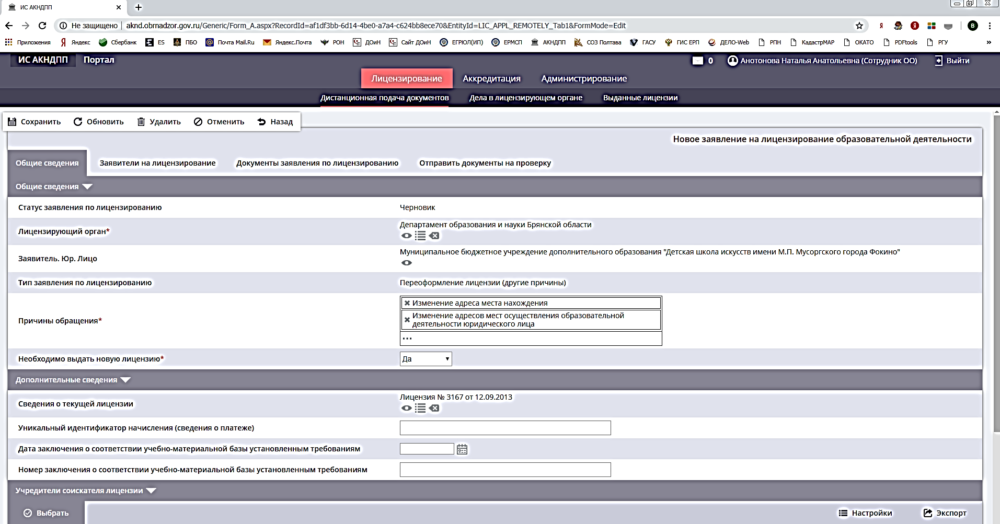 ИС АКНДПП
Не защищено
aknd.obrnadzor.gov.ru/Generic/Form_A.aspx?RecordId=af1df3bb-6d14-4be0-a7a4-c624bb8ece70&EntityId=LIC_APPL_REMOTELY_Tab1&FormMode=Edit
Приложения Яндекс Сбербанк ES ПБО Почта Mail.Ru Яндекс.Почта РОН ДОиН Сайт ДОиН ЕГРЮЛ(ИП) ЕРМСП АКНДПП СОЗ Полтава ГАСУ ГИС ЕРП ДЕЛО-Web РПН КадастрМАР ОКАТО PDFtools РГУ »
ИС АКНДПП Портал 0 Анотонова Наталья Анатольевна (Сотрудник ОО) Выйти
Лицензирование Аккредитация Администрирование
Дистанционная подача документов Дела в лицензирующем органе Выданные лицензии
Сохранить Обновить Удалить Отменить Назад
Новое заявление на лицензирование образовательной деятельности
Общие сведения Заявители на лицензирование Документы заявления по лицензированию Отправить документы на проверку
Общие сведения
Статус заявления по лицензированию Черновик
Лицензирующий орган* Департамент образования и науки Брянской области
Заявитель. Юр. Лицо Муниципальное бюджетное учреждение дополнительного образования "Детская школа искусств имени М.П. Мусоргского города Фокино"
Тип заявления по лицензированию Переоформление лицензии (другие причины)
Причины обращения*
Изменение адреса места нахождения
Изменение адресов мест осуществления образовательной
деятельности юридического лица
...
Необходимо выдать новую лицензию* Да
Дополнительные сведения
Сведения о текущей лицензии Лицензия № 3167 от 12.09.2013
Уникальный идентификатор начисления (сведения о платеже)
Дата заключения о соответствии учебно-материальной базы установленным требованиям
Номер заключения о соответствии учебно-материальной базы установленным требованиям
Учредители соискателя лицензии
Выбрать Настройки Экспорт